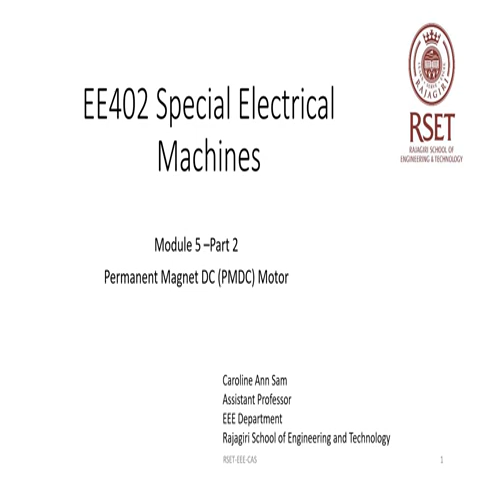 EE402 Special Electrical
Machines
RAJAGIRI
RSET
RAJAGIRI SCHOOL OF
ENGINEERING & TECHNOLOGY
Module 5 –Part 2
Permanent Magnet DC (PMDC) Motor
Caroline Ann Sam
Assistant Professor
EEE Department
Rajagiri School of Engineering and Technology
RSET-EEE-CAS
1